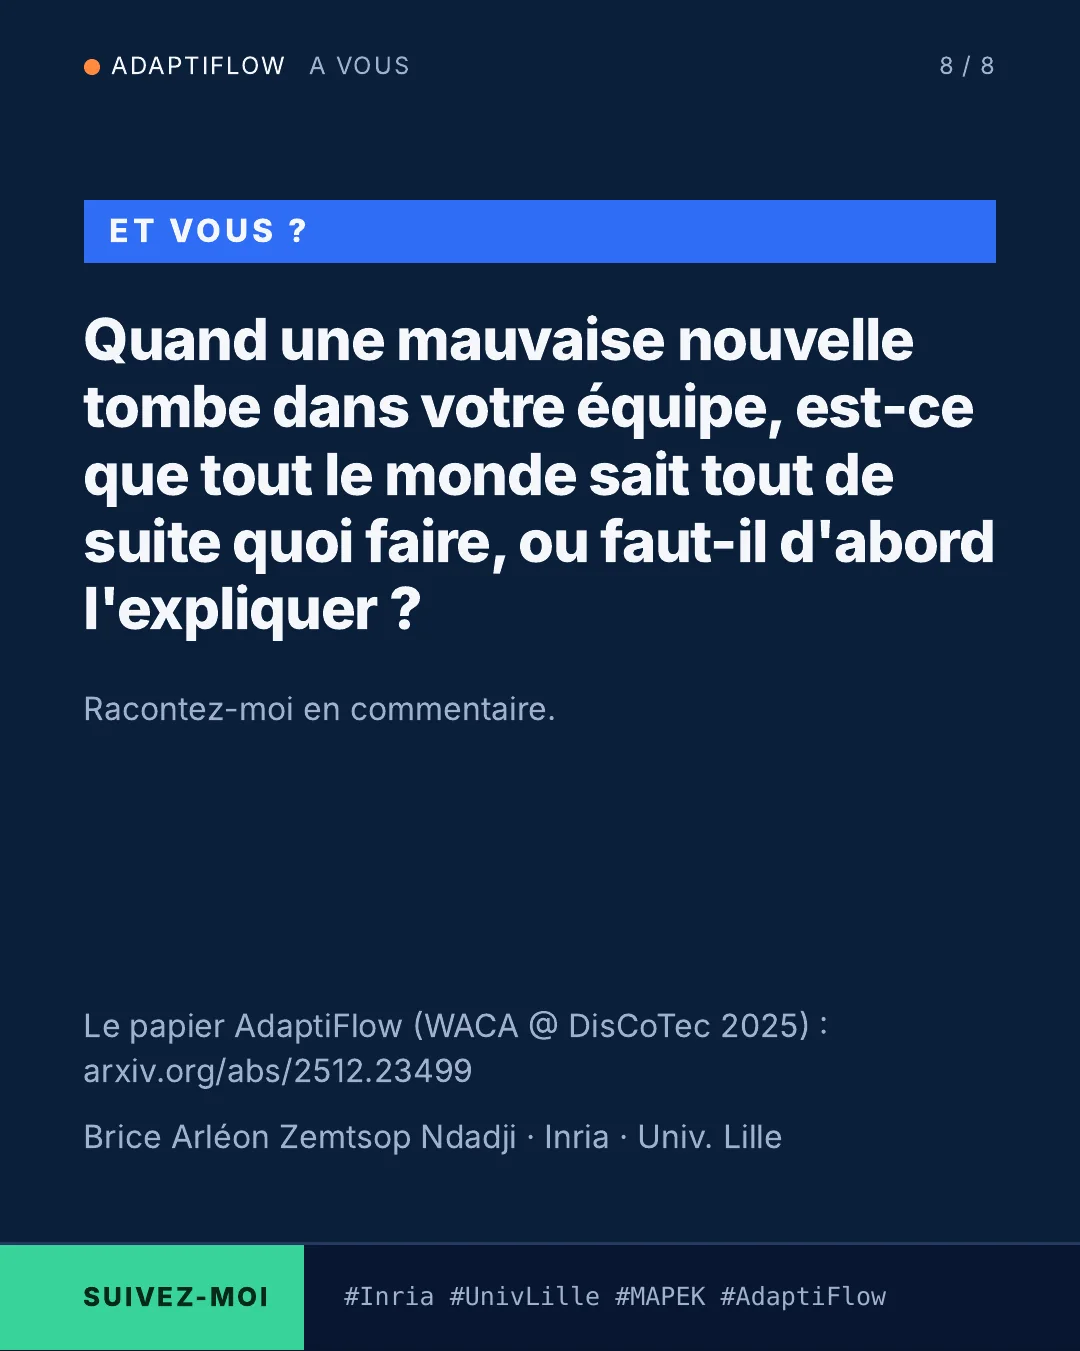 ADAPTIFLOW A VOUS 8 / 8
ET VOUS ?
Quand une mauvaise nouvelle
tombe dans votre équipe, est-ce
que tout le monde sait tout de
suite quoi faire, ou faut-il d'abord
l'expliquer ?
Racontez-moi en commentaire.
Le papier AdaptiFlow (WACA @ DisCoTec 2025) :
arxiv.org/abs/2512.23499
Brice Arléon Zemtsop Ndadji · Inria · Univ. Lille
SUIVEZ-MOI #Inria #UnivLille #MAPEK #AdaptiFlow